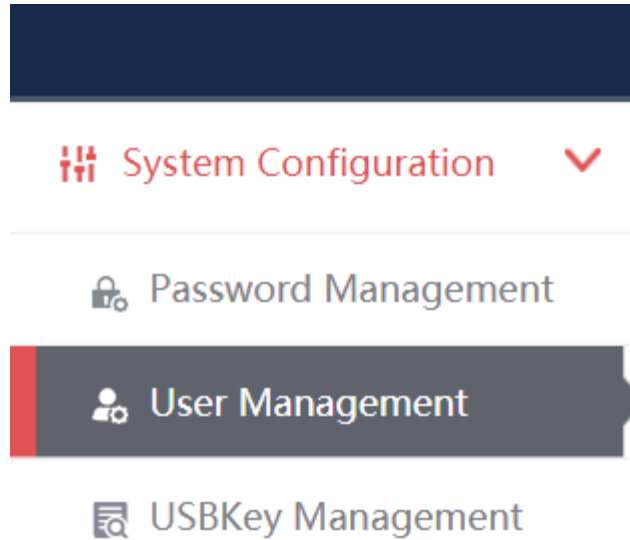 System Configuration
Password Management
User Management
USBKey Management